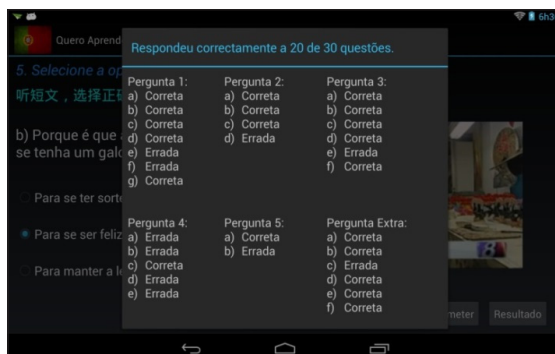 6h3
Quero Aprend
Respondeu correctamente a 20 de 30 questões.
5. Selecione a op
听短文，选择正
b) Porque é que
se tenha um galo
Para se ter sorte
Para se ser feliz
Para manter a
Pergunta 1:
a) Correta
b) Correta
c) Correta
d) Correta
e) Errada
f) Errada
g) Correta
Pergunta 2:
a) Correta
b) Correta
c) Correta
d) Errada
Pergunta 3:
a) Correta
b) Correta
c) Correta
d) Correta
e) Errada
f) Correta
Pergunta 4:
a) Errada
b) Errada
c) Correta
d) Errada
e) Errada
Pergunta 5:
a) Correta
b) Errada
Pergunta Extra:
a) Correta
b) Correta
c) Errada
d) Correta
e) Correta
f) Correta
meter
Resultado